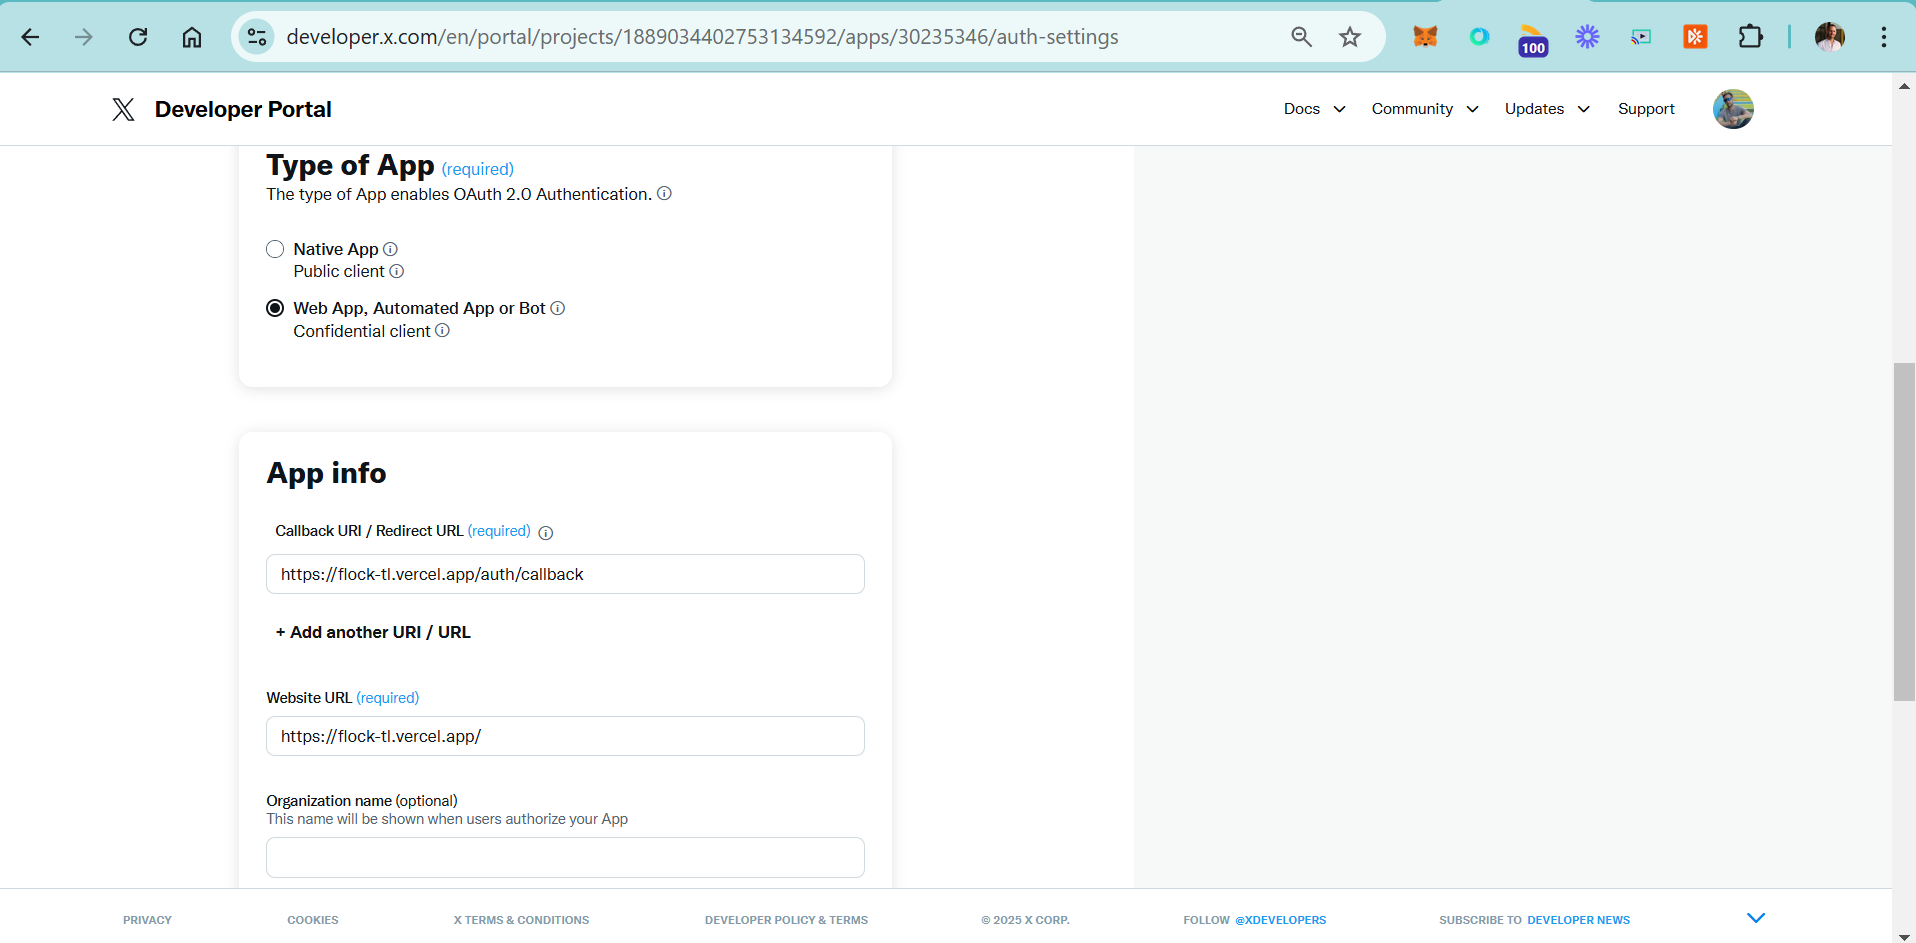 developer.x.com/en/portal/projects/1889034402753134592/apps/30235346/auth-settings
100
Developer Portal
Docs
Community
Updates
Support
Type of App (required)
The type of App enables OAuth 2.0 Authentication.
Native App
Public client
Web App, Automated App or Bot
Confidential client
App info
Callback URI / Redirect URL (required)
https://flock-tl.vercel.app/auth/callback
+ Add another URI / URL
Website URL (required)
https://flock-tl.vercel.app/
Organization name (optional)
This name will be shown when users authorize your App
PRIVACY
COOKIES
X TERMS & CONDITIONS
DEVELOPER POLICY & TERMS
© 2025 X CORP.
FOLLOW @XDEVELOPERS
SUBSCRIBE TO DEVELOPER NEWS